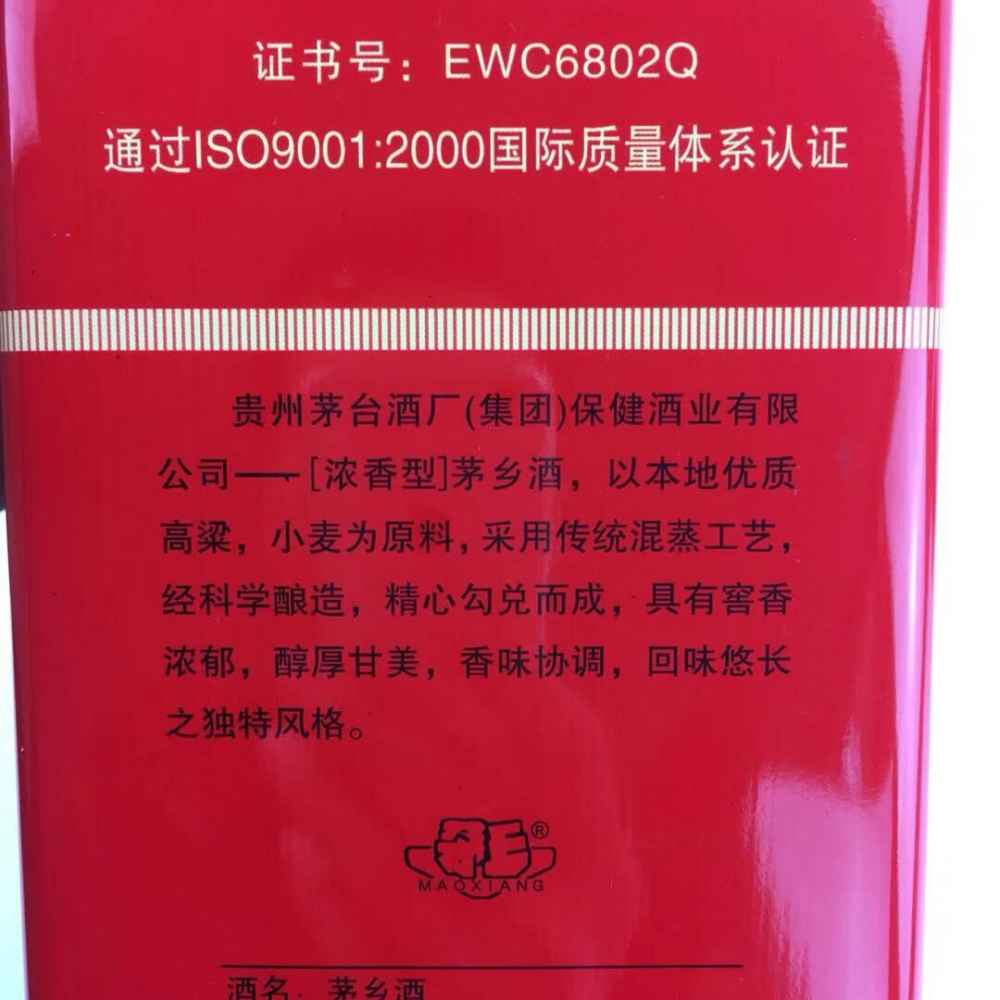 证书号：EWC6802Q
通过ISO9001:2000国际质量体系认证
贵州茅台酒厂(集团)保健酒业有限
公司——[浓香型]茅乡酒，以本地优质
高粱，小麦为原料，采用传统混蒸工艺，
经科学酿造，精心勾兑而成，具有窖香
浓郁，醇厚甘美，香味协调，回味悠长
之独特风格。
®
MAOXIANG
酒名：茅乡酒